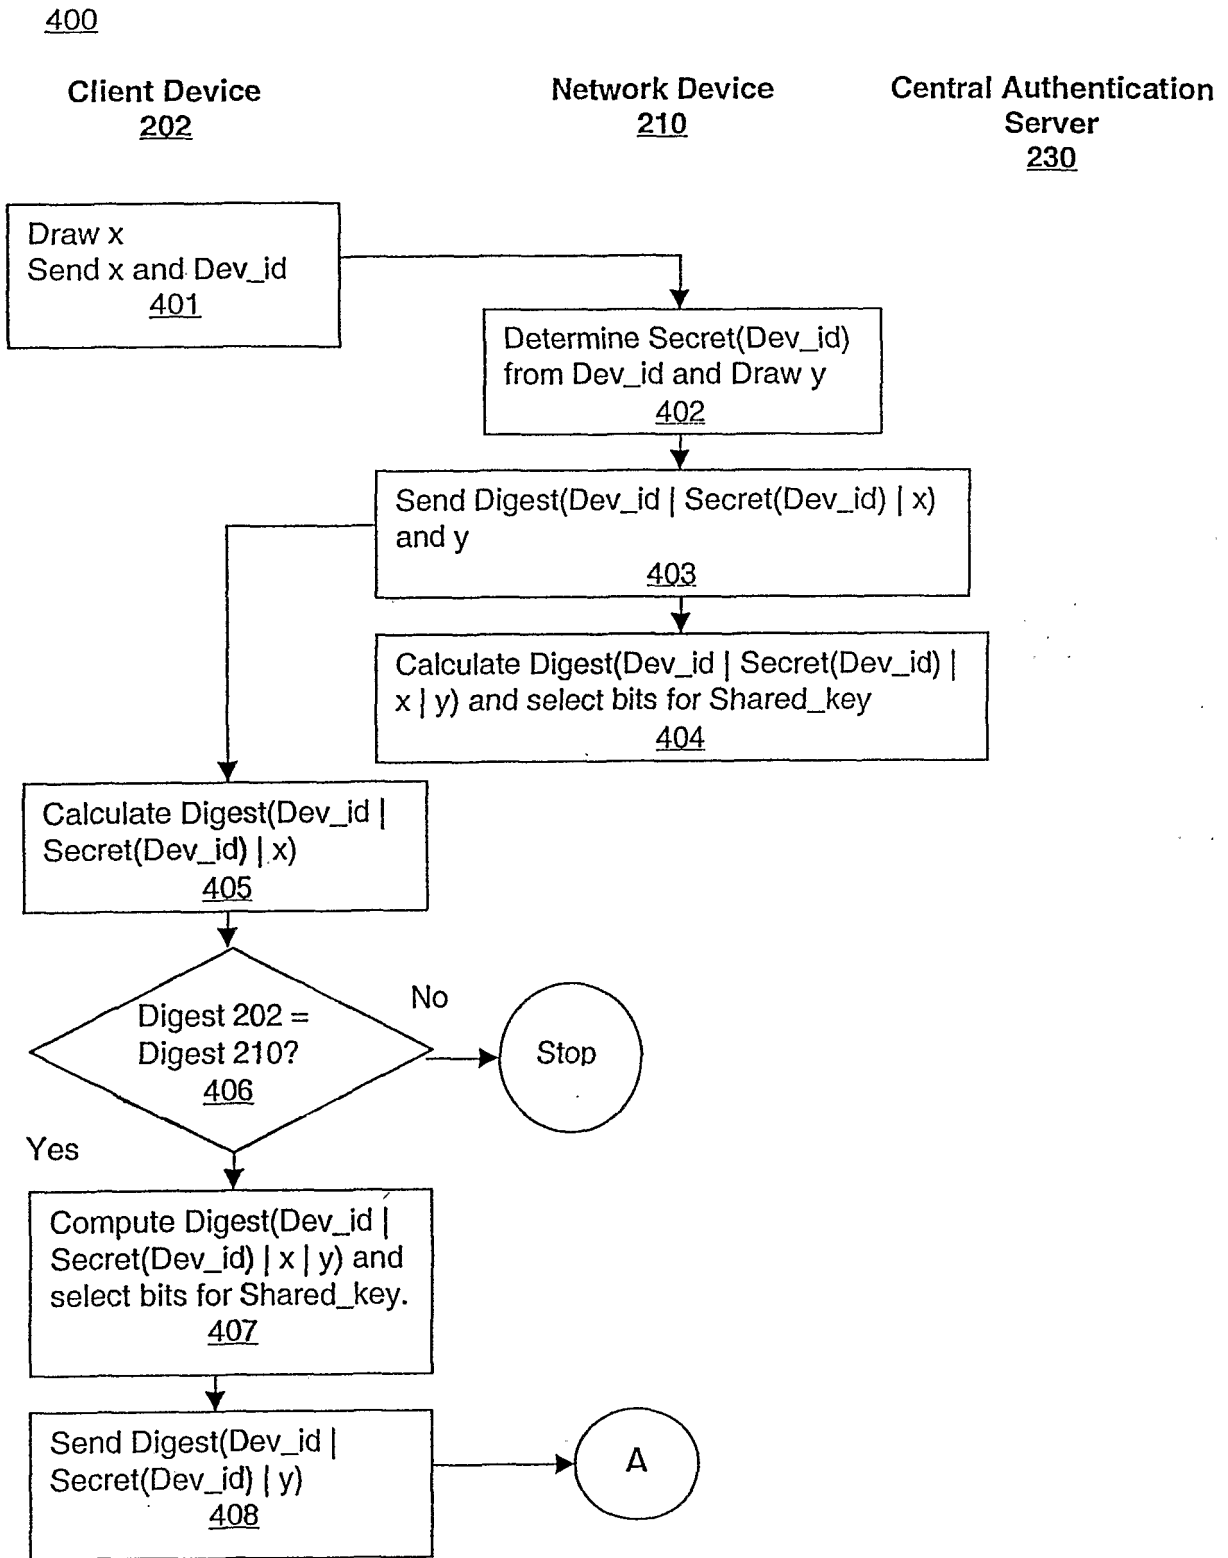 400
Client Device
202
Network Device
210
Central Authentication
Server
230
Draw x
Send x and Dev_id
401
Determine Secret(Dev_id)
from Dev_id and Draw y
402
Send Digest(Dev_id | Secret(Dev_id) | x)
and y
403
Calculate Digest(Dev_id | Secret(Dev_id) |
x | y) and select bits for Shared_key
404
Calculate Digest(Dev_id |
Secret(Dev_id) | x)
405
Digest 202 =
Digest 210?
406
No
Stop
Yes
Compute Digest(Dev_id |
Secret(Dev_id) | x | y) and
select bits for Shared_key.
407
Send Digest(Dev_id |
Secret(Dev_id) | y)
408
A